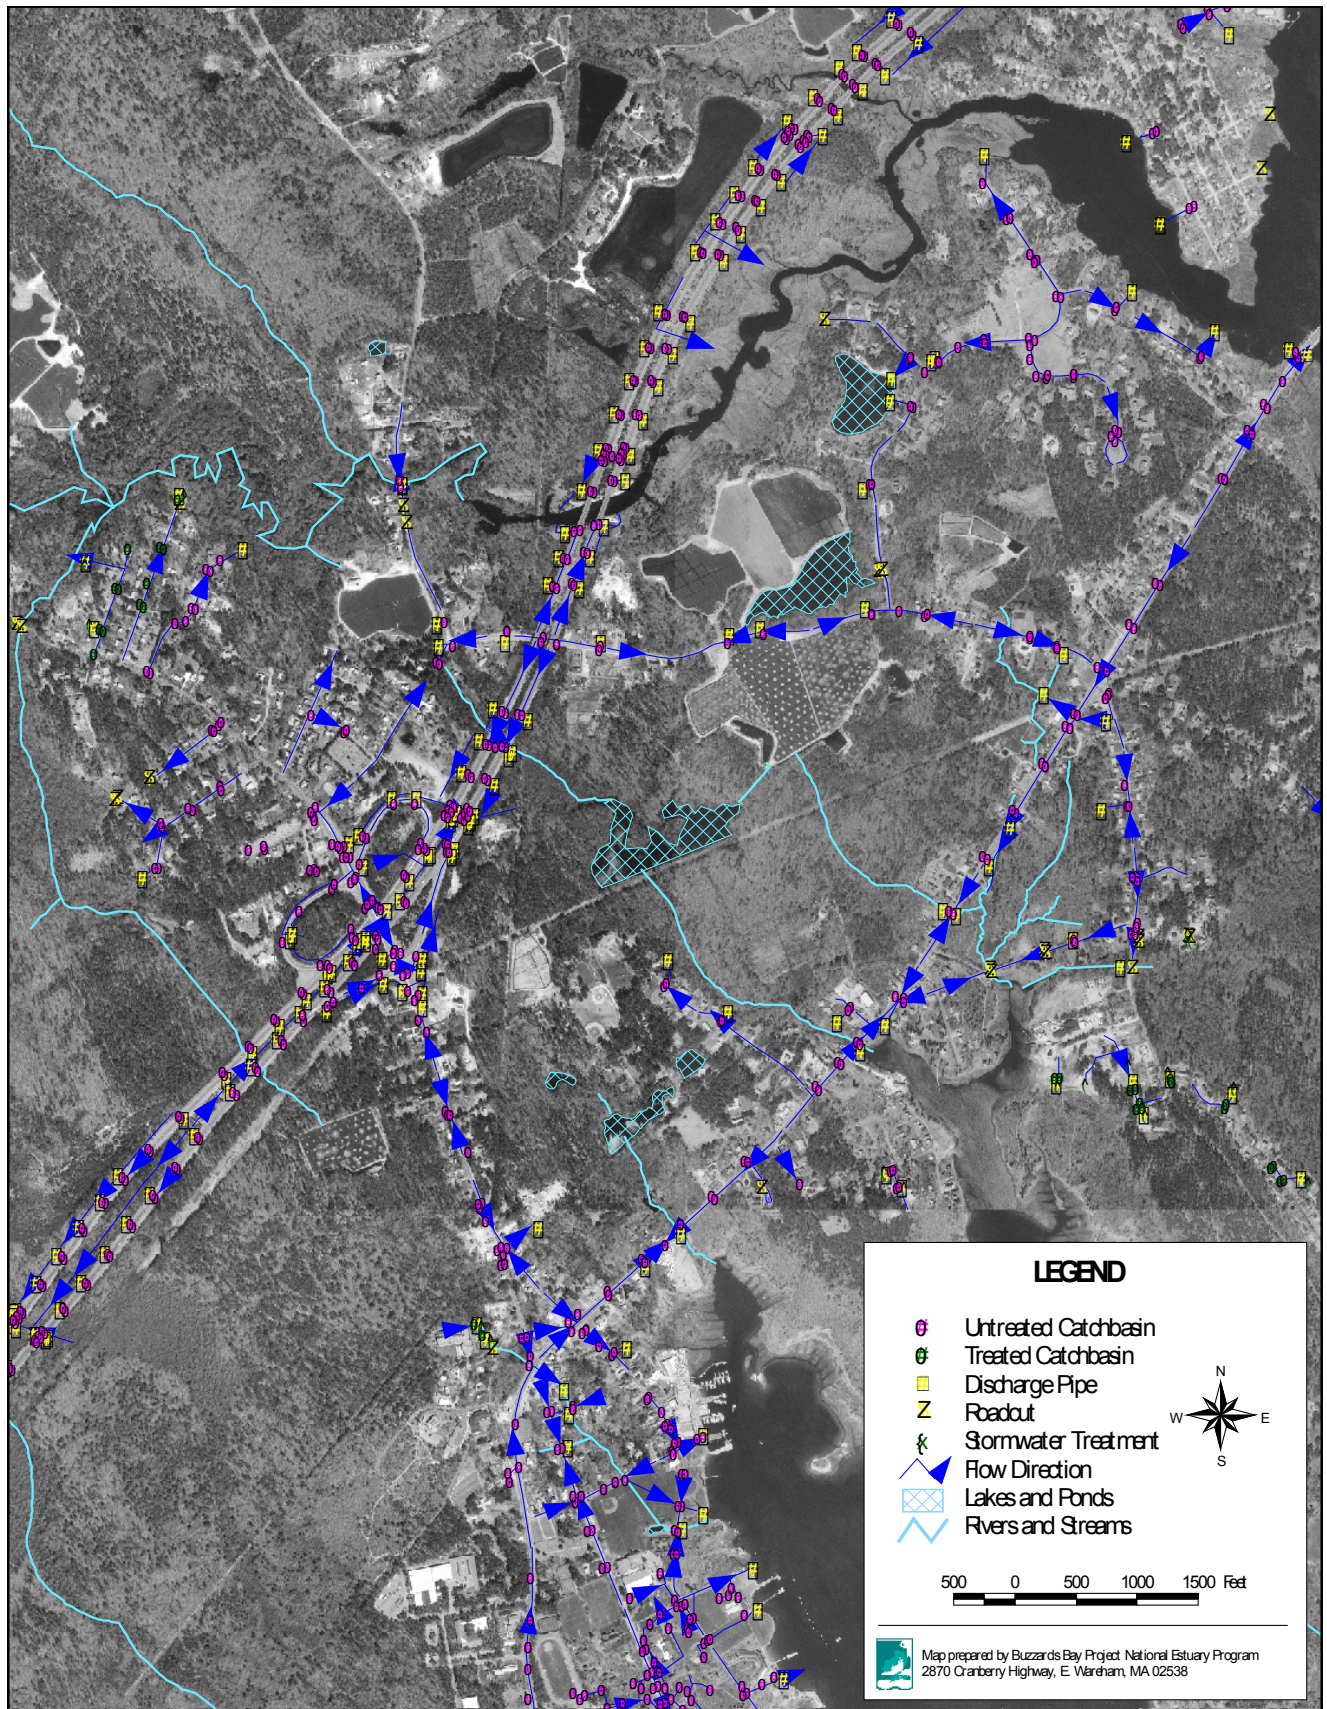 LEGEND
Untreated Catchbasin
Treated Catchbasin
Discharge Pipe
Roadcut
Stormwater Treatment
Flow Direction
Lakes and Ponds
Rivers and Streams
N
W E
S
500 0 500 1000 1500 Feet
Map prepared by Buzzards Bay Project National Estuary Program
2870 Cranberry Highway, E. Wareham, MA 02538